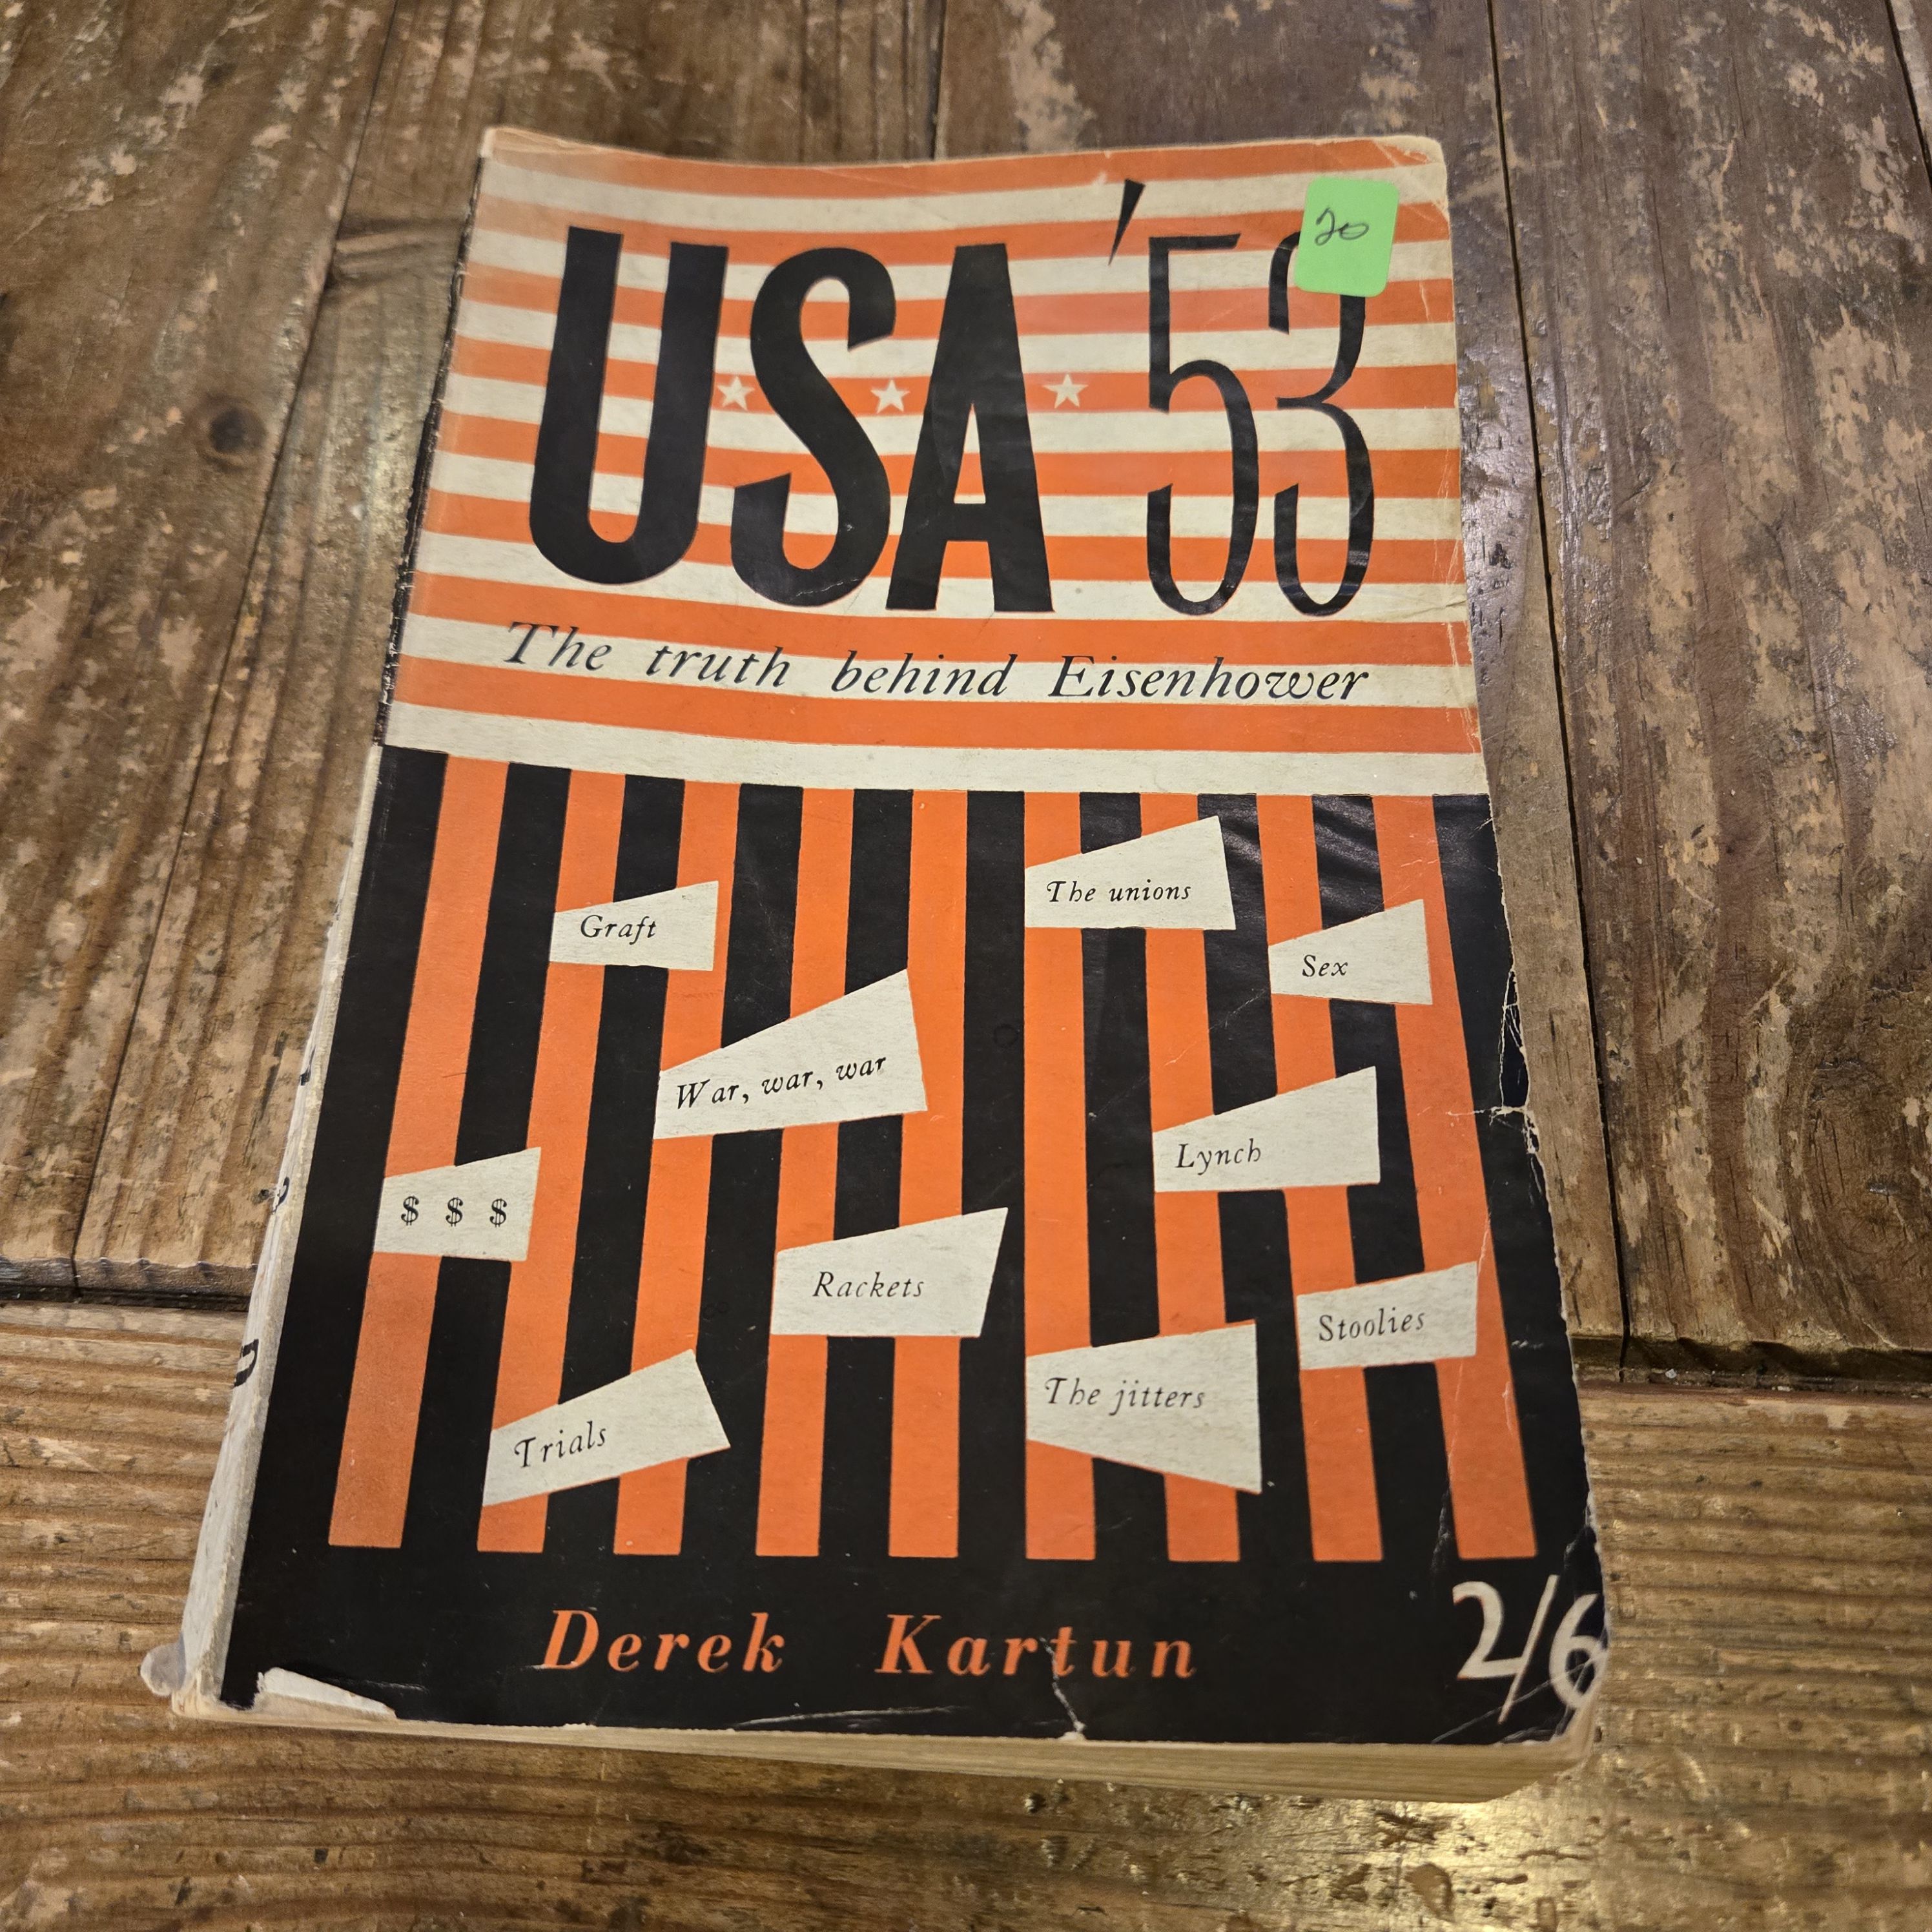 20
USA '53
The truth behind Eisenhower
Graft
The unions
Sex
War, war, war
Lynch
$ $ $
Rackets
Stoolies
The jitters
Trials
Derek Kartun
2/6